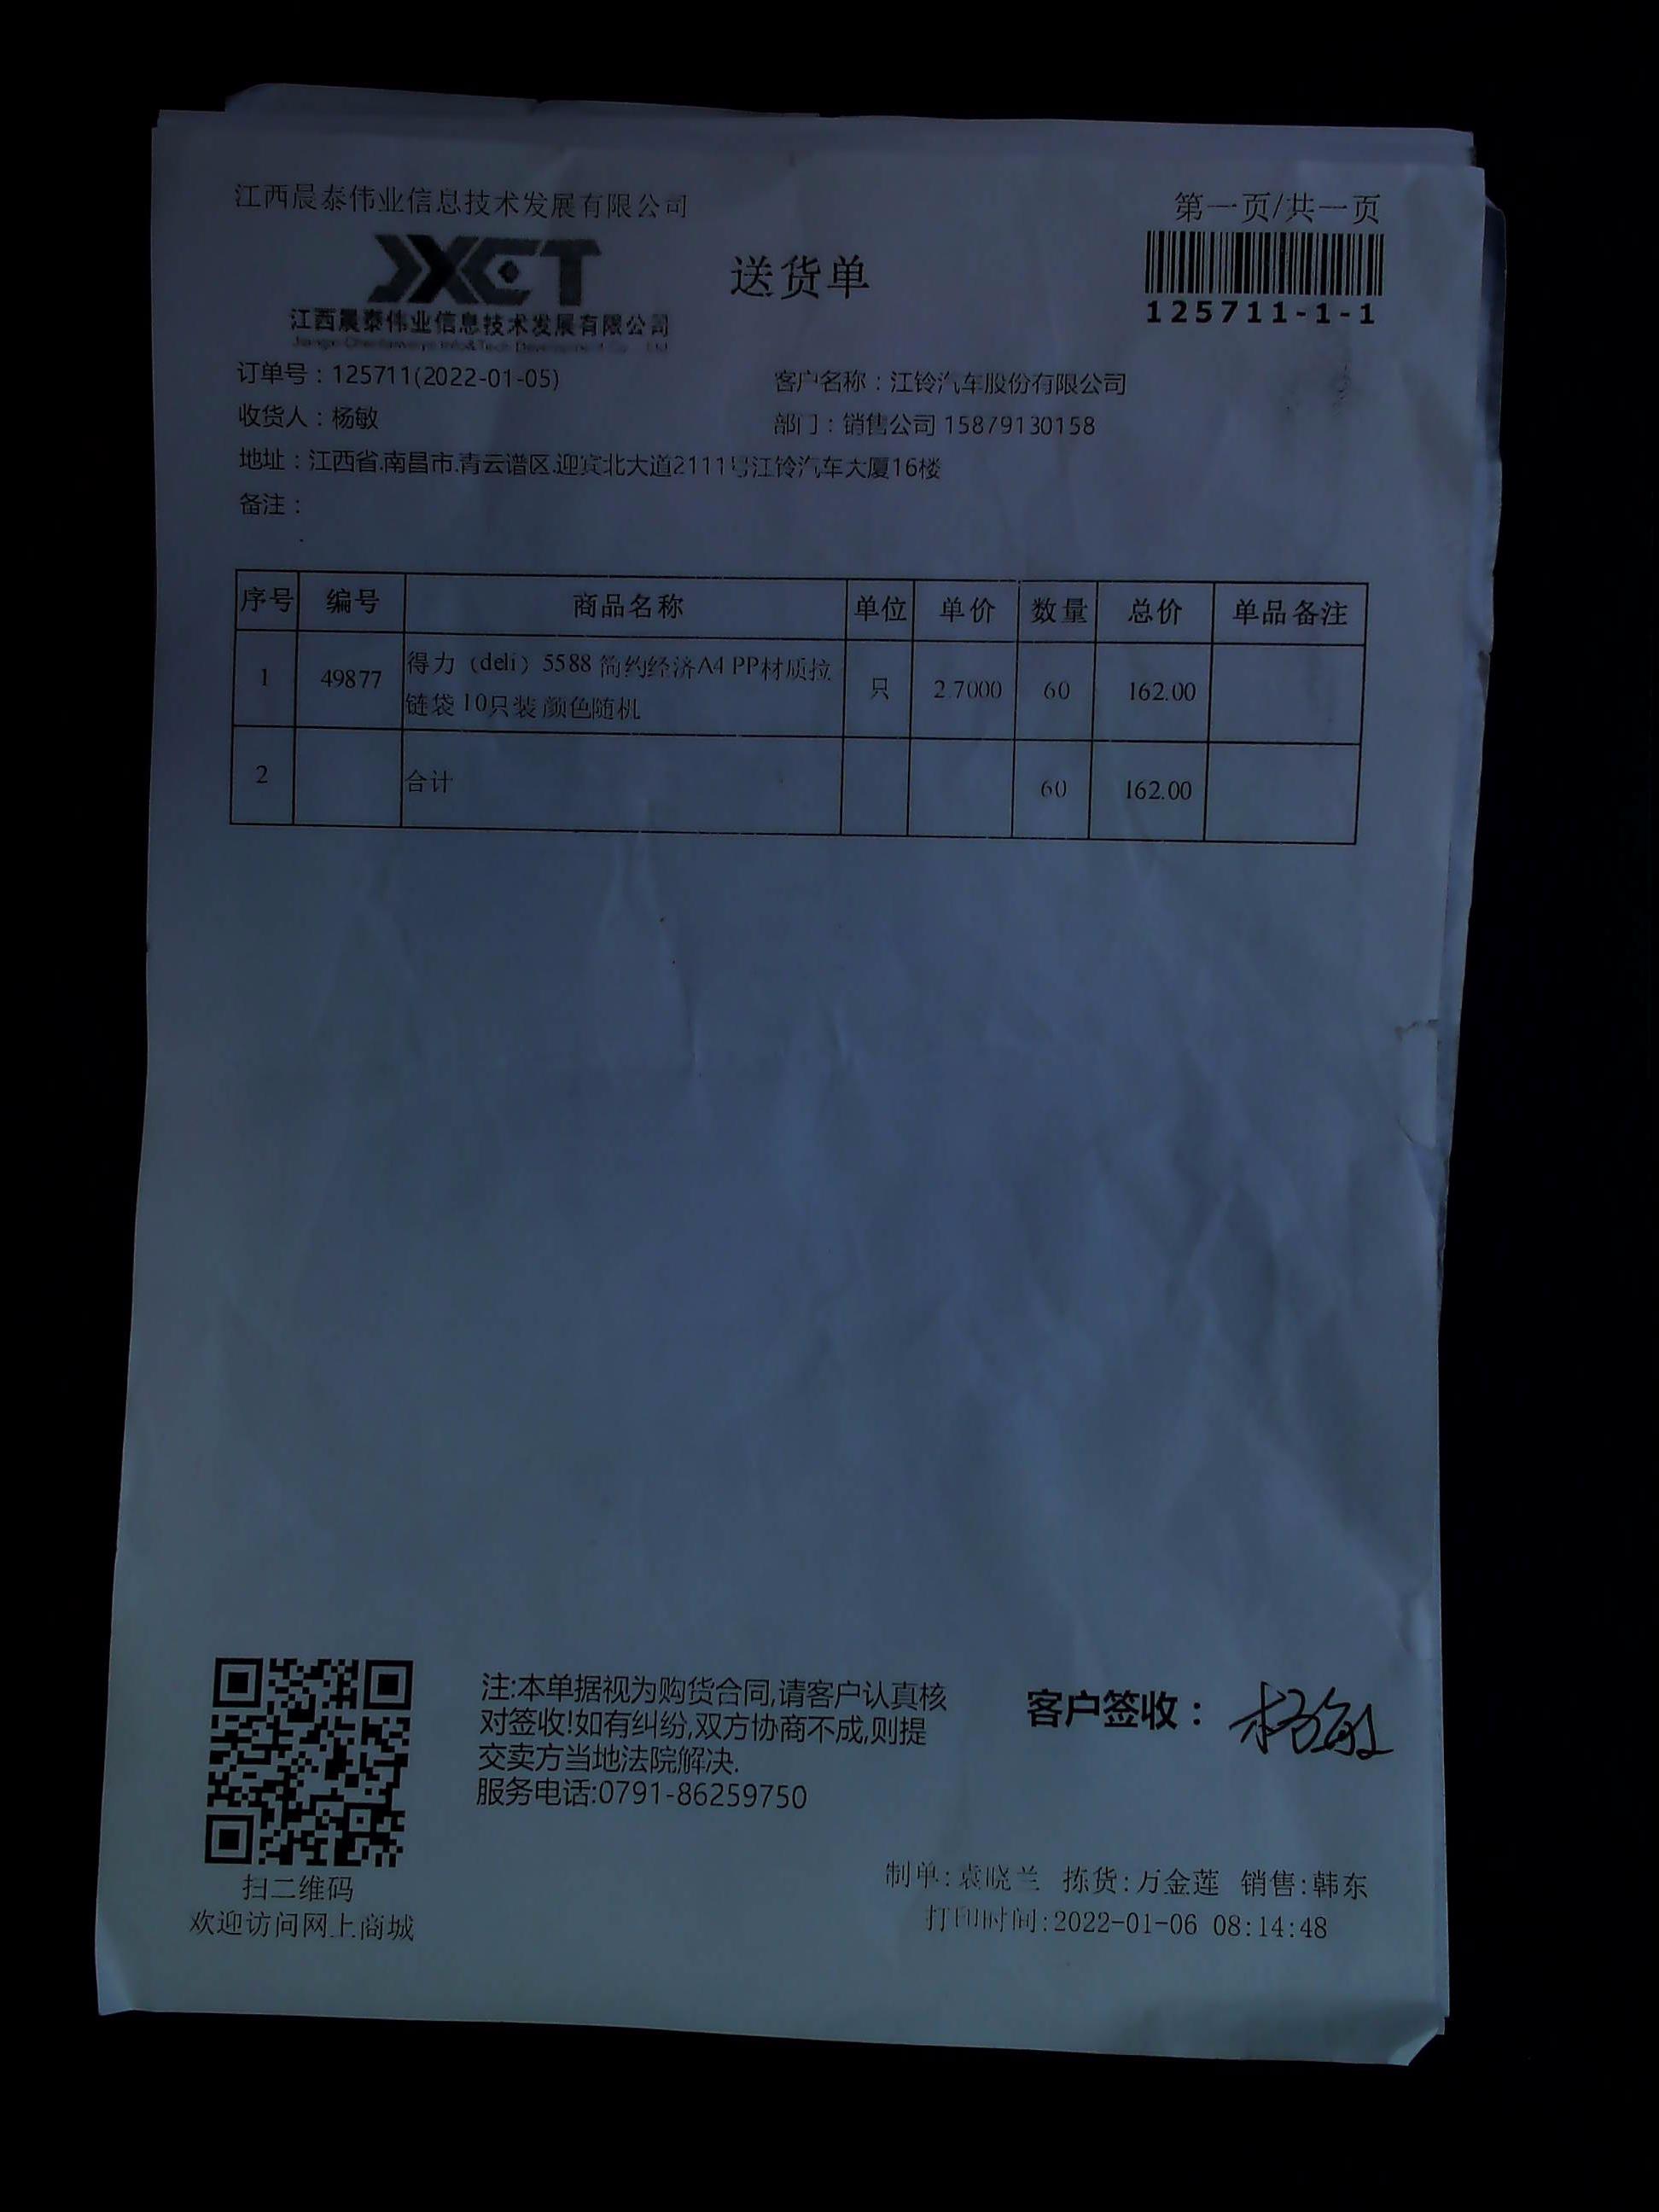 江西晨泰伟业信息技术发展有限公司
第一页/共一页
JXCT
送货单
125711-1-1
江西晨泰伟业信息技术发展有限公司
订单号：125711(2022-01-05)
客户名称：江铃汽车股份有限公司
收货人：杨敏
部门：销售公司 15879130158
地址：江西省.南昌市.青云谱区.迎宾北大道2111号江铃汽车大厦16楼
备注：
序号 编号 商品名称 单位 单价 数量 总价 单品备注
1 49877 得力（deli）5588 简约经济A4 PP材质拉 只 2.7000 60 162.00
链袋 10只装 颜色随机
2 合计 60 162.00
注:本单据视为购货合同,请客户认真核
对签收!如有纠纷,双方协商不成,则提
交卖方当地法院解决.
服务电话:0791-86259750
客户签收：杨敏
扫二维码
欢迎访问网上商城
制单:袁晓兰 拣货:万金莲 销售:韩东
打印时间:2022-01-06 08:14:48